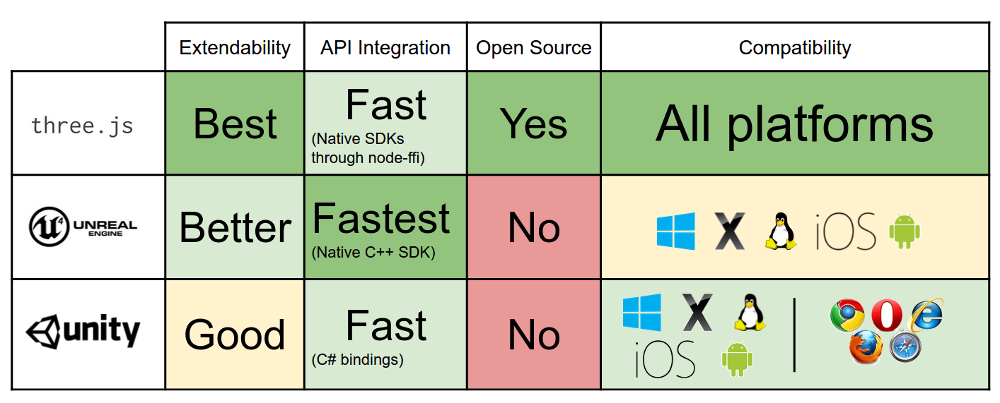 Extendability API Integration Open Source Compatibility
three.js Best Fast Yes All platforms
(Native SDKs
through node-ffi)
UNREAL
ENGINE
4
Better Fastest No X iOS
(Native C++ SDK)
unity Good Fast No X
iOS
(C# bindings)